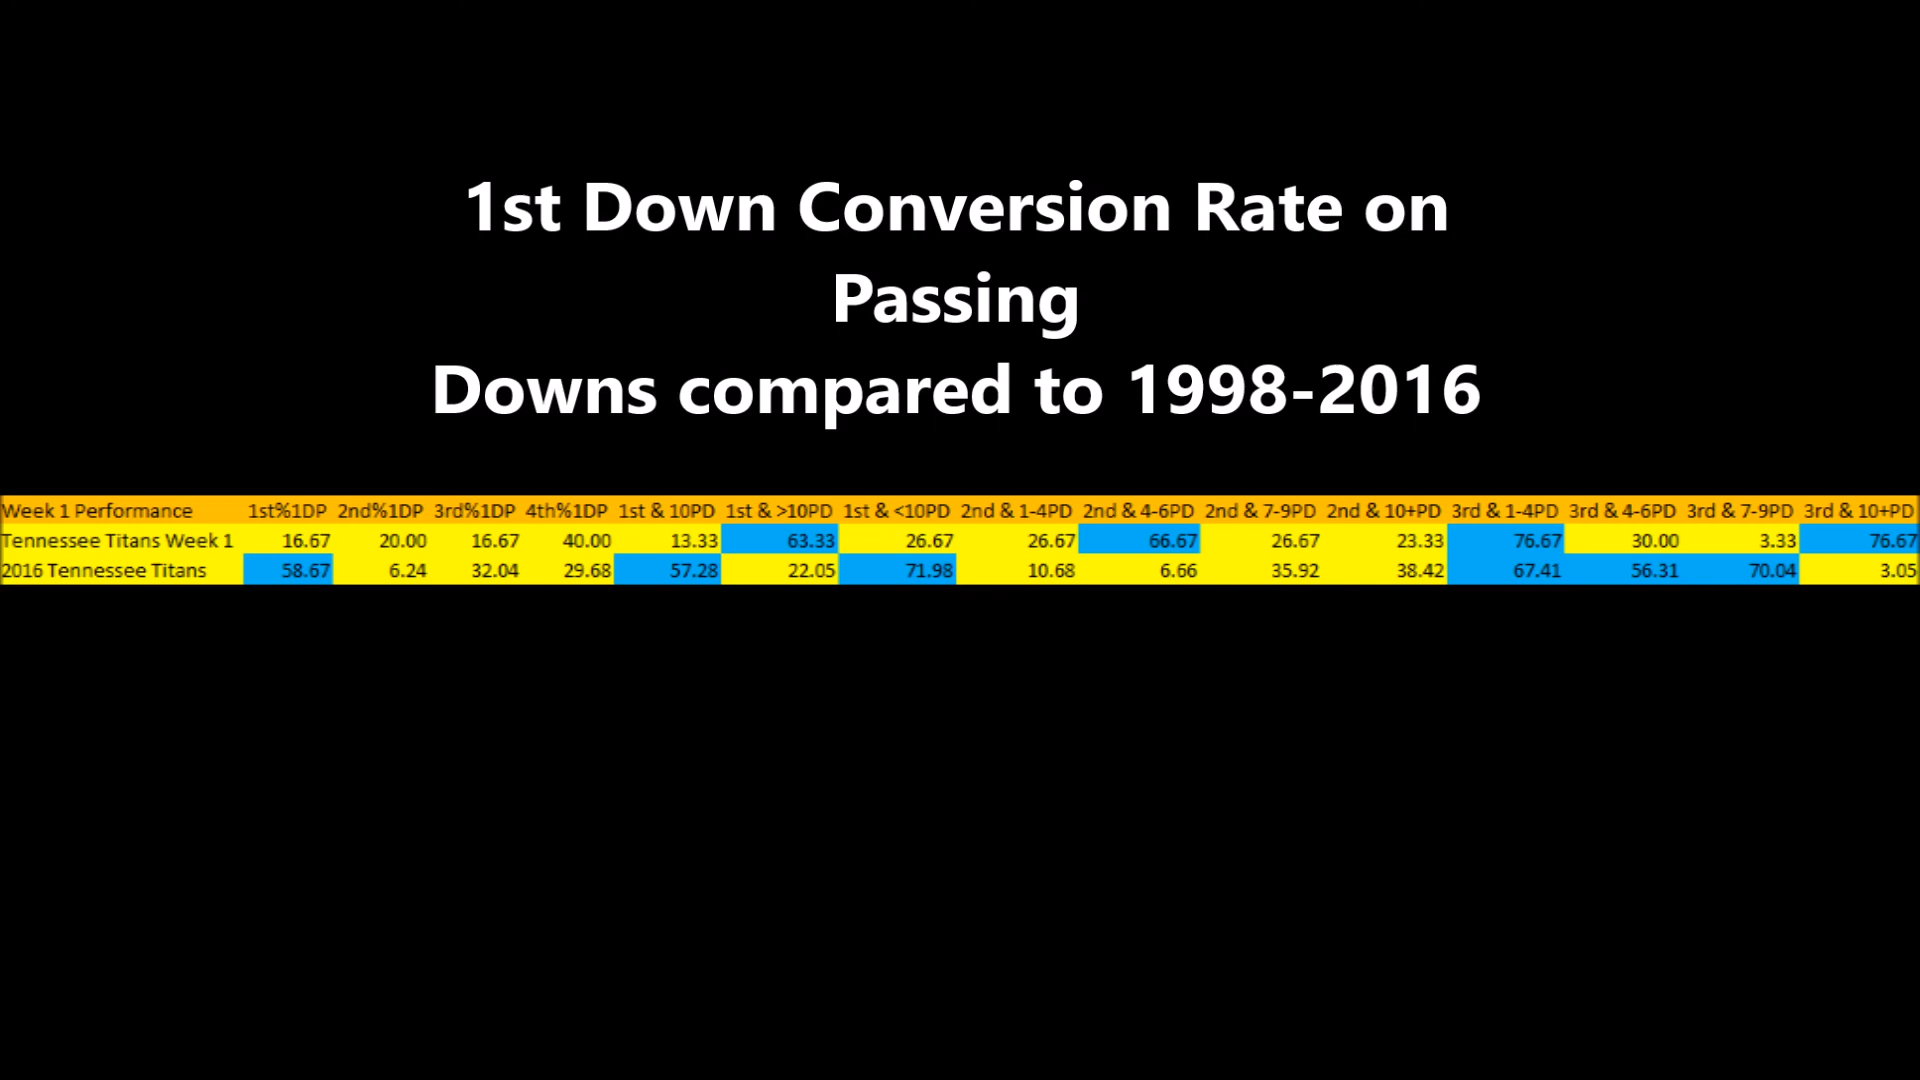 1st Down Conversion Rate on
Passing
Downs compared to 1998-2016
Week 1 Performance 1st%1DP 2nd%1DP 3rd%1DP 4th%1DP 1st & 10PD 1st & >10PD 1st & <10PD 2nd & 1-4PD 2nd & 4-6PD 2nd & 7-9PD 2nd & 10+PD 3rd & 1-4PD 3rd & 4-6PD 3rd & 7-9PD 3rd & 10+PD
Tennessee Titans Week 1 16.67 20.00 16.67 40.00 13.33 63.33 26.67 26.67 66.67 26.67 23.33 76.67 30.00 3.33 76.67
2016 Tennessee Titans 58.67 6.24 32.04 29.68 57.28 22.05 71.98 10.68 6.66 35.92 38.42 67.41 56.31 70.04 3.05